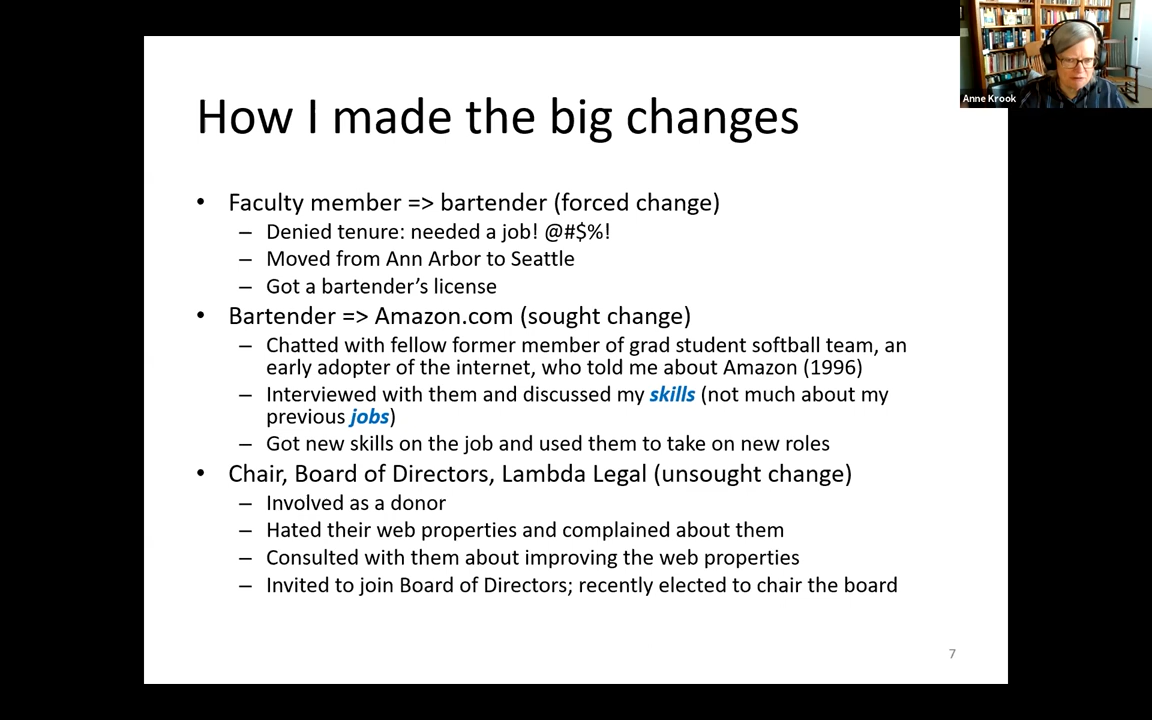 Anne Krook
How I made the big changes
• Faculty member => bartender (forced change)
– Denied tenure: needed a job! @#$%!
– Moved from Ann Arbor to Seattle
– Got a bartender’s license
• Bartender => Amazon.com (sought change)
– Chatted with fellow former member of grad student softball team, an
early adopter of the internet, who told me about Amazon (1996)
– Interviewed with them and discussed my skills (not much about my
previous jobs)
– Got new skills on the job and used them to take on new roles
• Chair, Board of Directors, Lambda Legal (unsought change)
– Involved as a donor
– Hated their web properties and complained about them
– Consulted with them about improving the web properties
– Invited to join Board of Directors; recently elected to chair the board
7